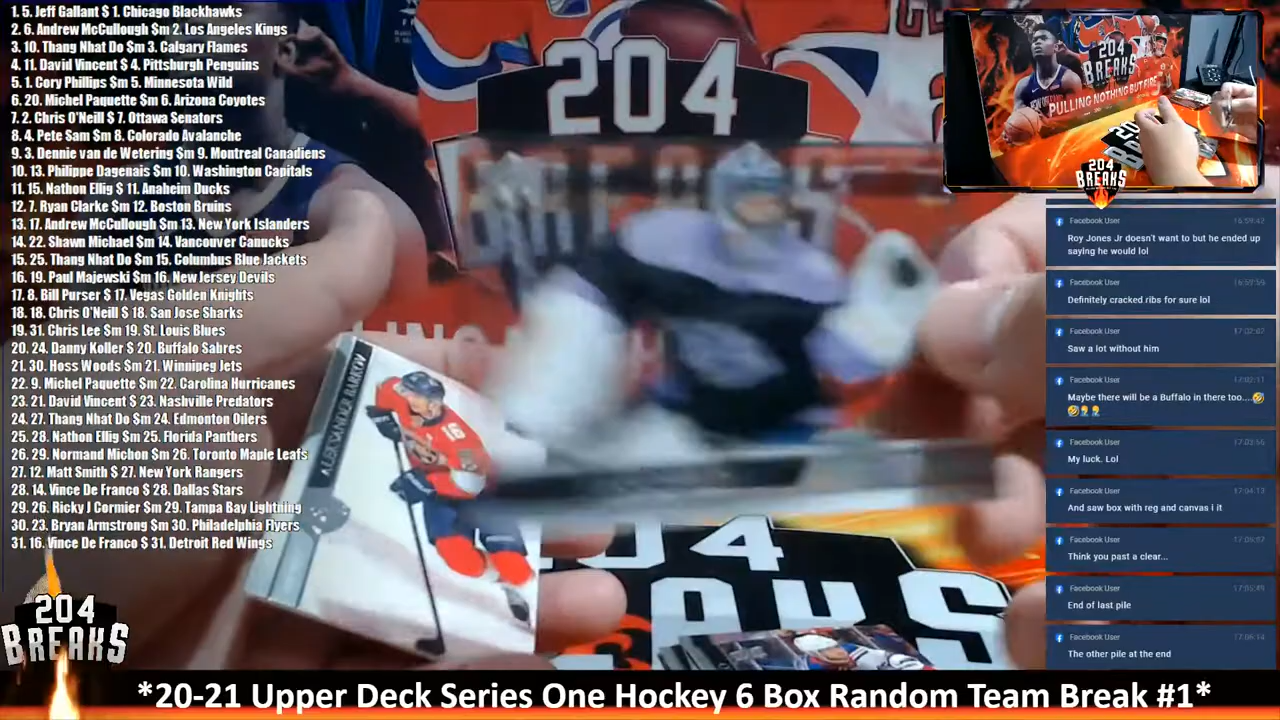 1. 5. Jeff Gallant $ 1. Chicago Blackhawks
2. 6. Andrew McCullough $m 2. Los Angeles Kings
3. 10. Thang Nhat Do $m 3. Calgary Flames
4. 11. David Vincent $ 4. Pittsburgh Penguins
5. 1. Cory Phillips $m 5. Minnesota Wild
6. 20. Michel Paquette $m 6. Arizona Coyotes
7. 2. Chris O'Neill $ 7. Ottawa Senators
8. 4. Pete Sam $m 8. Colorado Avalanche
9. 3. Dennie van de Wetering $m 9. Montreal Canadiens
10. 13. Philippe Dagenais $m 10. Washington Capitals
11. 15. Nathon Ellig $ 11. Anaheim Ducks
12. 7. Ryan Clarke $m 12. Boston Bruins
13. 17. Andrew McCullough $m 13. New York Islanders
14. 22. Shawn Michael $m 14. Vancouver Canucks
15. 25. Thang Nhat Do $m 15. Columbus Blue Jackets
16. 19. Paul Majewski $m 16. New Jersey Devils
17. 8. Bill Purser $ 17. Vegas Golden Knights
18. 18. Chris O'Neill $ 18. San Jose Sharks
19. 31. Chris Lee $m 19. St. Louis Blues
20. 24. Danny Koller $ 20. Buffalo Sabres
21. 30. Hoss Woods $m 21. Winnipeg Jets
22. 9. Michel Paquette $m 22. Carolina Hurricanes
23. 21. David Vincent $ 23. Nashville Predators
24. 27. Thang Nhat Do $m 24. Edmonton Oilers
25. 28. Nathon Ellig $m 25. Florida Panthers
26. 29. Normand Michon $m 26. Toronto Maple Leafs
27. 12. Matt Smith $ 27. New York Rangers
28. 14. Vince De Franco $ 28. Dallas Stars
29. 26. Ricky J Cormier $m 29. Tampa Bay Lightning
30. 23. Bryan Armstrong $m 30. Philadelphia Flyers
31. 16. Vince De Franco $ 31. Detroit Red Wings
204
BREAKS
204
BREAKS
ALEKSANDER BARKOV
16
204
BREAKS
204
BREAKS
PULLING NOTHING BUT FIRE
204
BREAKS
Facebook User 16:59:42
Roy Jones Jr doesn't want to but he ended up
saying he would lol
Facebook User
Definitely cracked ribs for sure lol
Facebook User
Saw a lot without him
Facebook User
Maybe there will be a Buffalo in there too....🤣
🤣🤦🤦
Facebook User
My luck. Lol
Facebook User
And saw box with reg and canvas i it
Facebook User
Think you past a clear...
Facebook User
End of last pile
Facebook User 17:06:14
The other pile at the end
*20-21 Upper Deck Series One Hockey 6 Box Random Team Break #1*